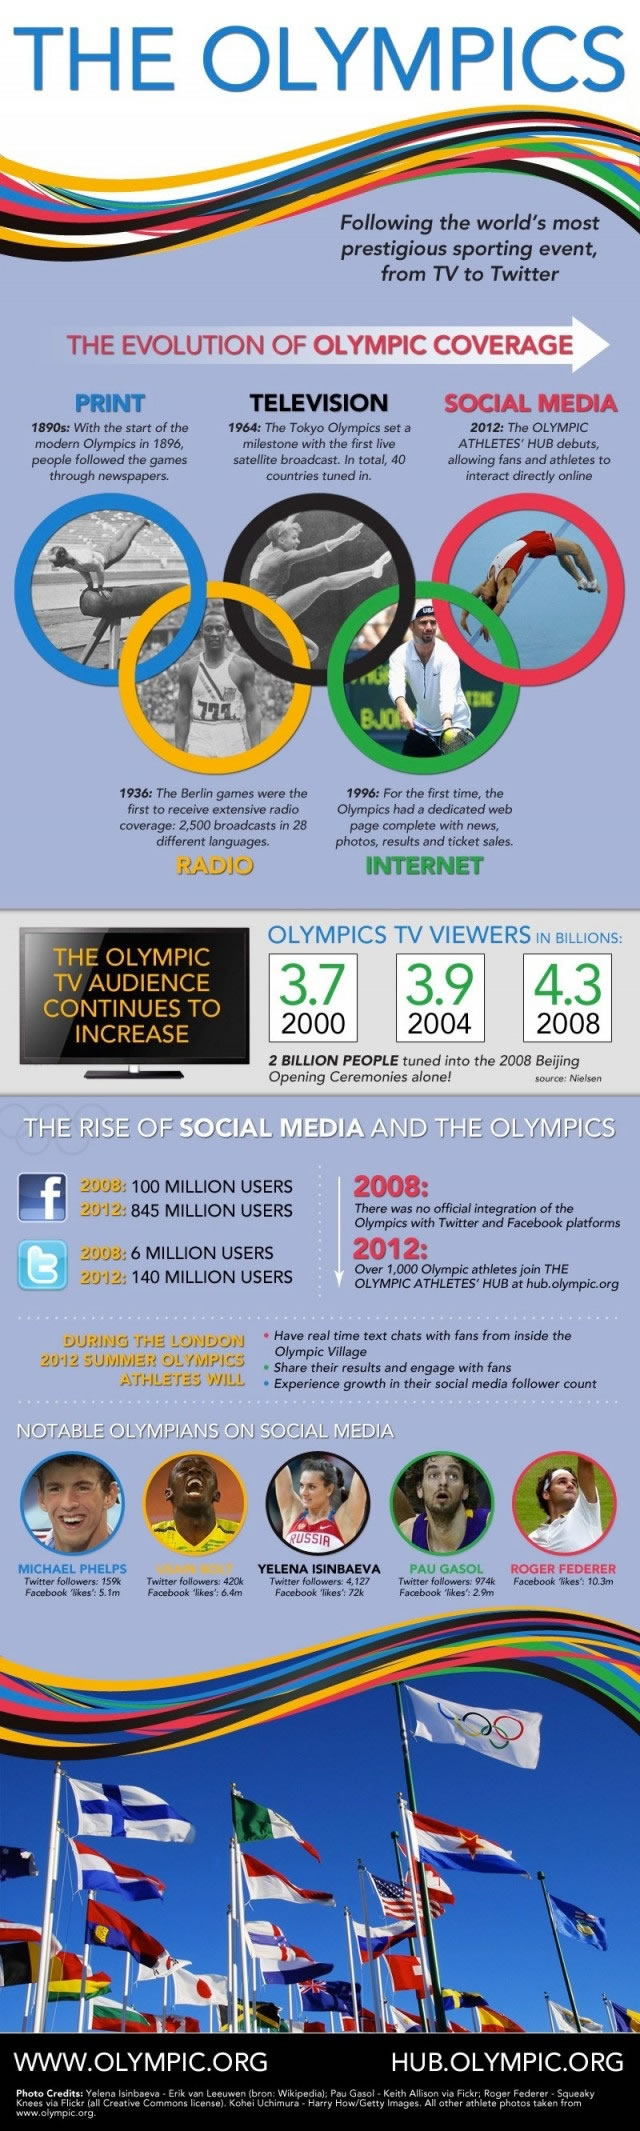 THE OLYMPICS
Following the world's most
prestigious sporting event,
from TV to Twitter
THE EVOLUTION OF OLYMPIC COVERAGE
PRINT
1890s: With the start of the
modern Olympics in 1896,
people followed the games
through newspapers.
TELEVISION
1964: The Tokyo Olympics set a
milestone with the first live
satellite broadcast. In total, 40
countries tuned in.
SOCIAL MEDIA
2012: The OLYMPIC
ATHLETES' HUB debuts,
allowing fans and athletes to
interact directly online
1936: The Berlin games were the
first to receive extensive radio
coverage: 2,500 broadcasts in 28
different languages.
RADIO
1996: For the first time, the
Olympics had a dedicated web
page complete with news,
photos, results and ticket sales.
INTERNET
THE OLYMPIC
TV AUDIENCE
CONTINUES TO
INCREASE
OLYMPICS TV VIEWERS IN BILLIONS:
3.7
2000
3.9
2004
4.3
2008
2 BILLION PEOPLE tuned into the 2008 Beijing
Opening Ceremonies alone!
source: Nielsen
THE RISE OF SOCIAL MEDIA AND THE OLYMPICS
f
2008: 100 MILLION USERS
2012: 845 MILLION USERS
t
2008: 6 MILLION USERS
2012: 140 MILLION USERS
2008:
There was no official integration of the
Olympics with Twitter and Facebook platforms
2012:
Over 1,000 Olympic athletes join THE
OLYMPIC ATHLETES' HUB at hub.olympic.org
DURING THE LONDON
2012 SUMMER OLYMPICS
ATHLETES WILL
• Have real time text chats with fans from inside the
Olympic Village
• Share their results and engage with fans
• Experience growth in their social media follower count
NOTABLE OLYMPIANS ON SOCIAL MEDIA
RUSSIA
MICHAEL PHELPS
Twitter followers: 159k
Facebook 'likes': 5.1m
USAIN BOLT
Twitter followers: 420k
Facebook 'likes': 6.4m
YELENA ISINBAEVA
Twitter followers: 4,127
Facebook 'likes': 72k
PAU GASOL
Twitter followers: 974k
Facebook 'likes': 2.9m
ROGER FEDERER
Facebook 'likes': 10.3m
WWW.OLYMPIC.ORG
HUB.OLYMPIC.ORG
Photo Credits: Yelena Isinbaeva - Erik van Leeuwen (bron: Wikipedia); Pau Gasol - Keith Allison via Fickr; Roger Federer - Squeaky
Knees via Flickr (all Creative Commons license). Kohei Uchimura - Harry How/Getty Images. All other athlete photos taken from
www.olympic.org.